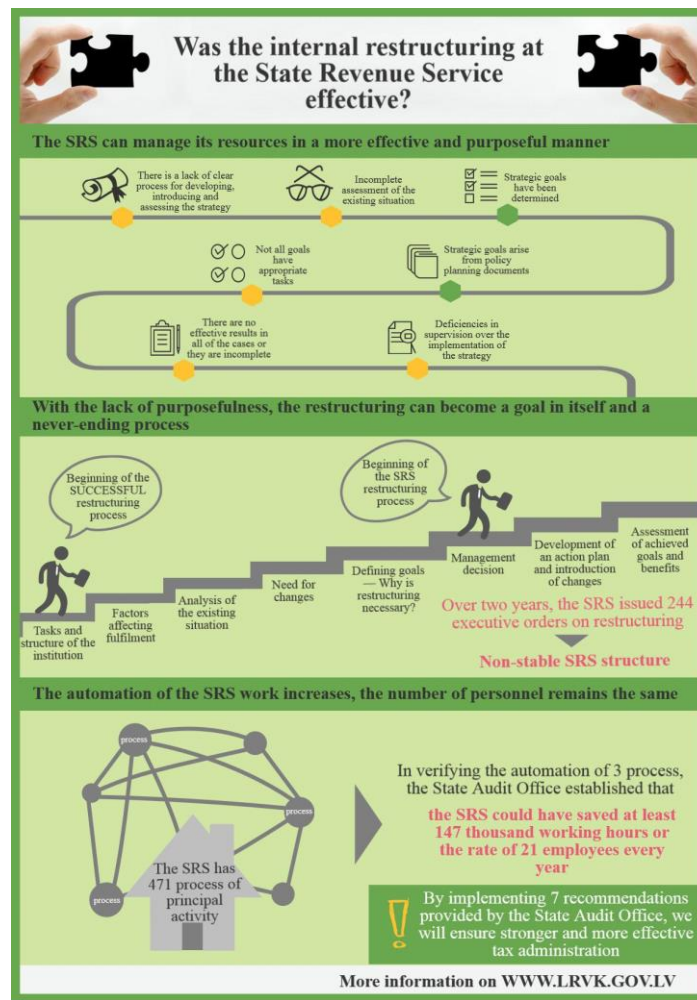 Was the internal restructuring at
the State Revenue Service
effective?
The SRS can manage its resources in a more effective and purposeful manner
There is a lack of clear
process for developing,
introducing and
assessing the strategy
Incomplete
assessment of the
existing situation
Strategic goals
have been
determined
Not all goals
have
appropriate
tasks
Strategic goals arise
from policy
planning documents
There are no
effective results in
all of the cases or
they are incomplete
Deficiencies in
supervision over the
implementation of
the strategy
With the lack of purposefulness, the restructuring can become a goal in itself and a
never-ending process
Beginning of the
SUCCESSFUL
restructuring
process
Beginning of
the SRS
restructuring
process
Tasks and
structure of the
institution
Factors
affecting
fulfilment
Analysis of
the existing
situation
Need for
changes
Defining goals
— Why is
restructuring
necessary?
Management
decision
Development of
an action plan
and introduction
of changes
Assessment
of achieved
goals and
benefits
Over two years, the SRS issued 244
executive orders on restructuring
Non-stable SRS structure
The automation of the SRS work increases, the number of personnel remains the same
process
process
process
The SRS has
471 process of
principal
activity
In verifying the automation of 3 process,
the State Audit Office established that
the SRS could have saved at least
147 thousand working hours or
the rate of 21 employees every
year
By implementing 7 recommendations
provided by the State Audit Office, we
will ensure stronger and more effective
tax administration
More information on WWW.LRVK.GOV.LV